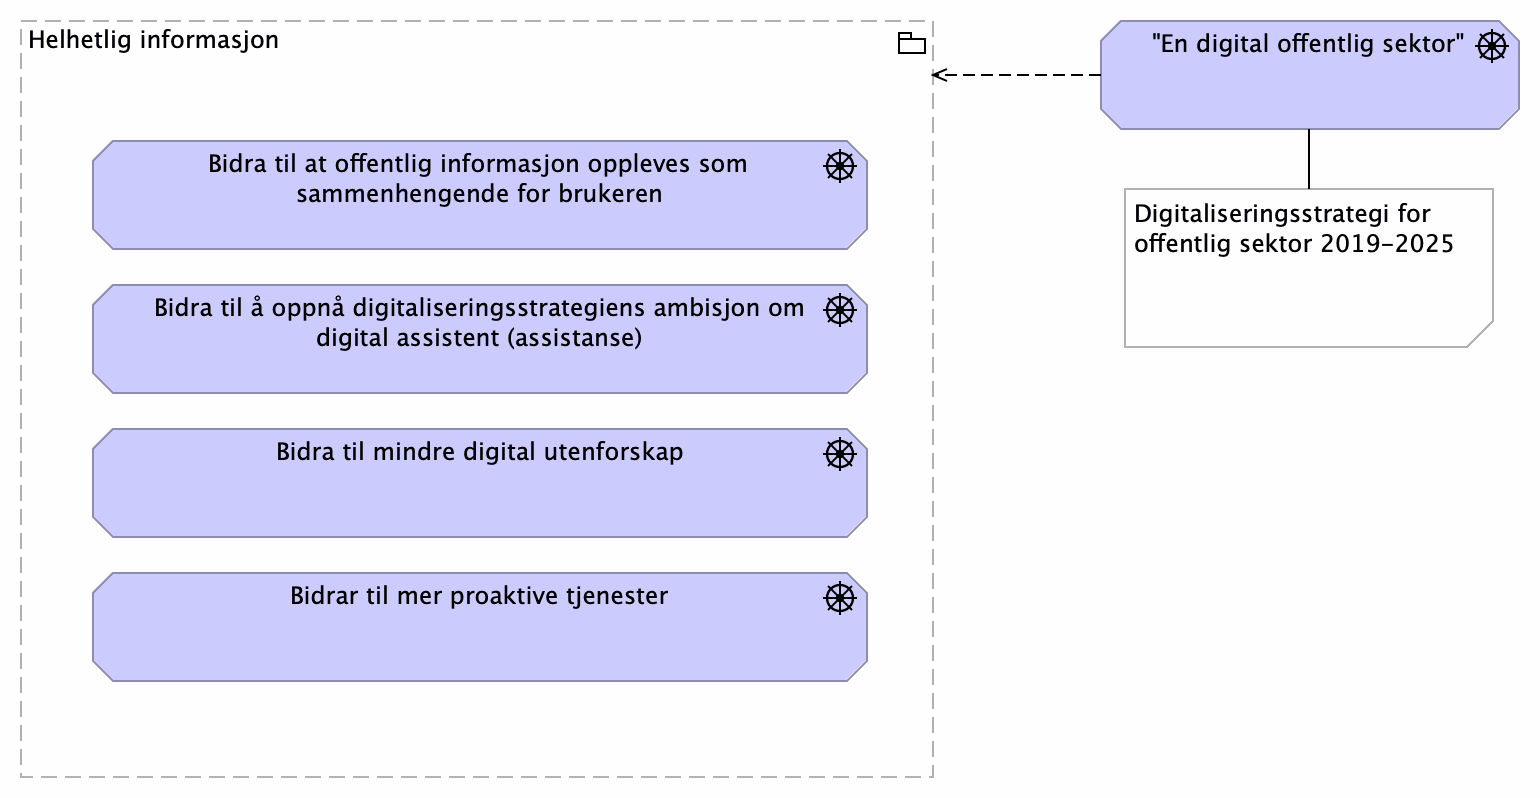 Helhetlig informasjon
Bidra til at offentlig informasjon oppleves som
sammenhengende for brukeren
Bidra til å oppnå digitaliseringsstrategiens ambisjon om
digital assistent (assistanse)
Bidra til mindre digital utenforskap
Bidrar til mer proaktive tjenester
"En digital offentlig sektor"
Digitaliseringsstrategi for
offentlig sektor 2019–2025